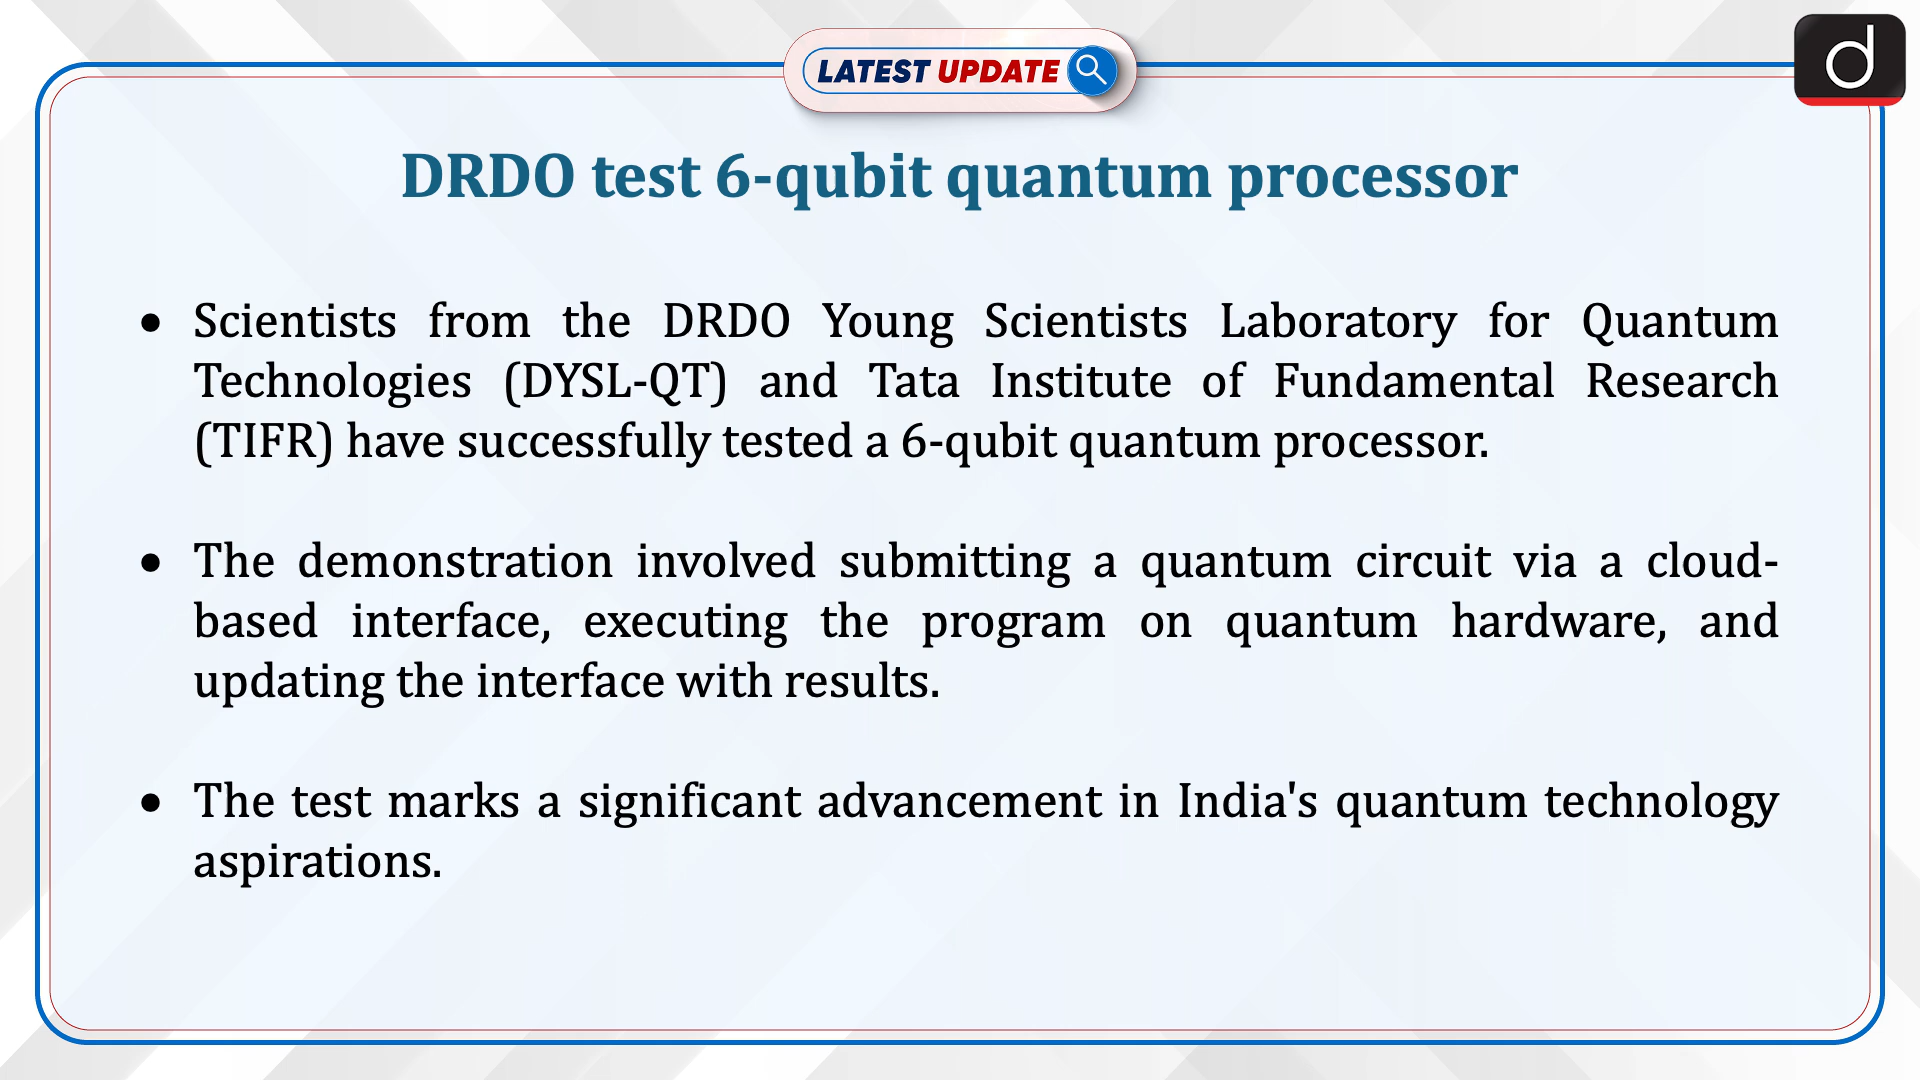 LATEST UPDATE
d
DRDO test 6-qubit quantum processor
• Scientists from the DRDO Young Scientists Laboratory for Quantum
Technologies (DYSL-QT) and Tata Institute of Fundamental Research
(TIFR) have successfully tested a 6-qubit quantum processor.
• The demonstration involved submitting a quantum circuit via a cloud-
based interface, executing the program on quantum hardware, and
updating the interface with results.
• The test marks a significant advancement in India's quantum technology
aspirations.